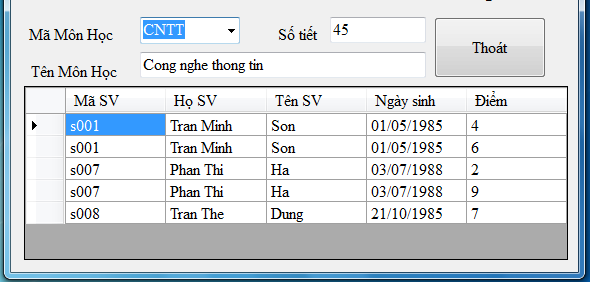 Mã Môn Học CNTT Số tiết 45 Thoát
Tên Môn Học Cong nghe thong tin
Mã SV Họ SV Tên SV Ngày sinh Điểm
s001 Tran Minh Son 01/05/1985 4
s001 Tran Minh Son 01/05/1985 6
s007 Phan Thi Ha 03/07/1988 2
s007 Phan Thi Ha 03/07/1988 9
s008 Tran The Dung 21/10/1985 7